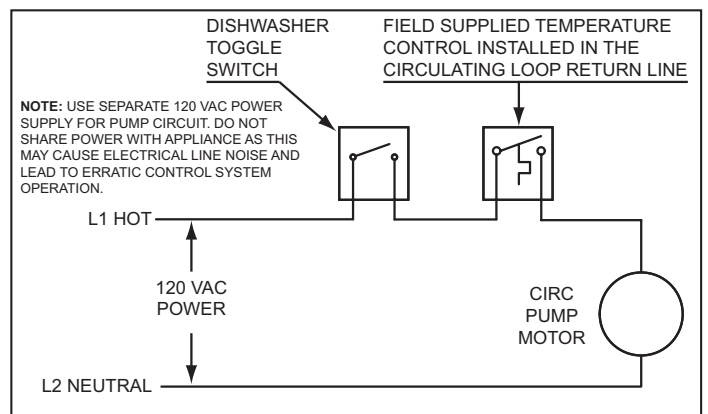 DISHWASHER
TOGGLE
SWITCH
FIELD SUPPLIED TEMPERATURE
CONTROL INSTALLED IN THE
CIRCULATING LOOP RETURN LINE
NOTE: USE SEPARATE 120 VAC POWER
SUPPLY FOR PUMP CIRCUIT. DO NOT
SHARE POWER WITH APPLIANCE AS THIS
MAY CAUSE ELECTRICAL LINE NOISE AND
LEAD TO ERRATIC CONTROL SYSTEM
OPERATION.
L1 HOT
120 VAC
POWER
CIRC
PUMP
MOTOR
L2 NEUTRAL